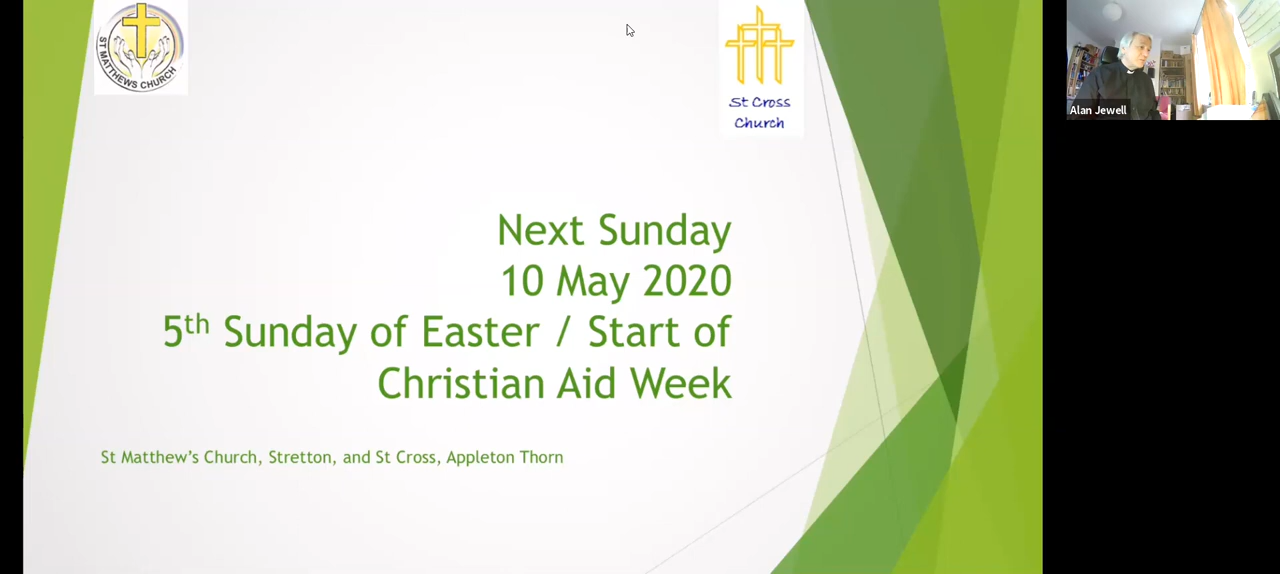 ST MATTHEWS CHURCH
St Cross
Church
Alan Jewell
Next Sunday
10 May 2020
5th Sunday of Easter / Start of
Christian Aid Week
St Matthew's Church, Stretton, and St Cross, Appleton Thorn